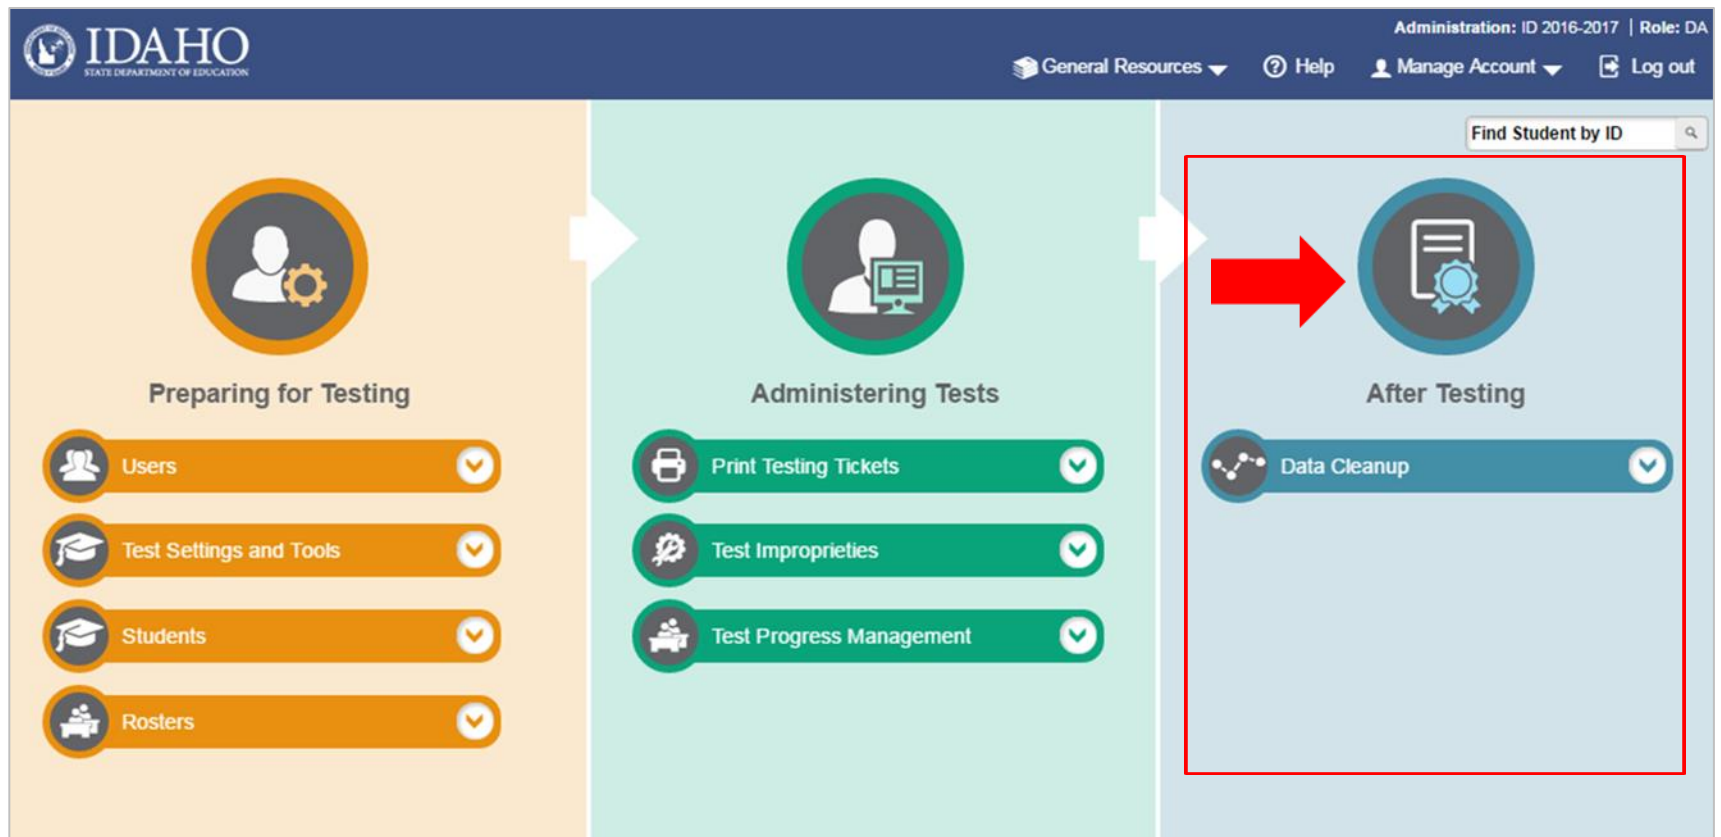 IDAHO
STATE DEPARTMENT OF EDUCATION
Administration: ID 2016-2017 | Role: DA
General Resources
Help
Manage Account
Log out
Find Student by ID
Preparing for Testing
Users
Test Settings and Tools
Students
Rosters
Administering Tests
Print Testing Tickets
Test Improprieties
Test Progress Management
After Testing
Data Cleanup